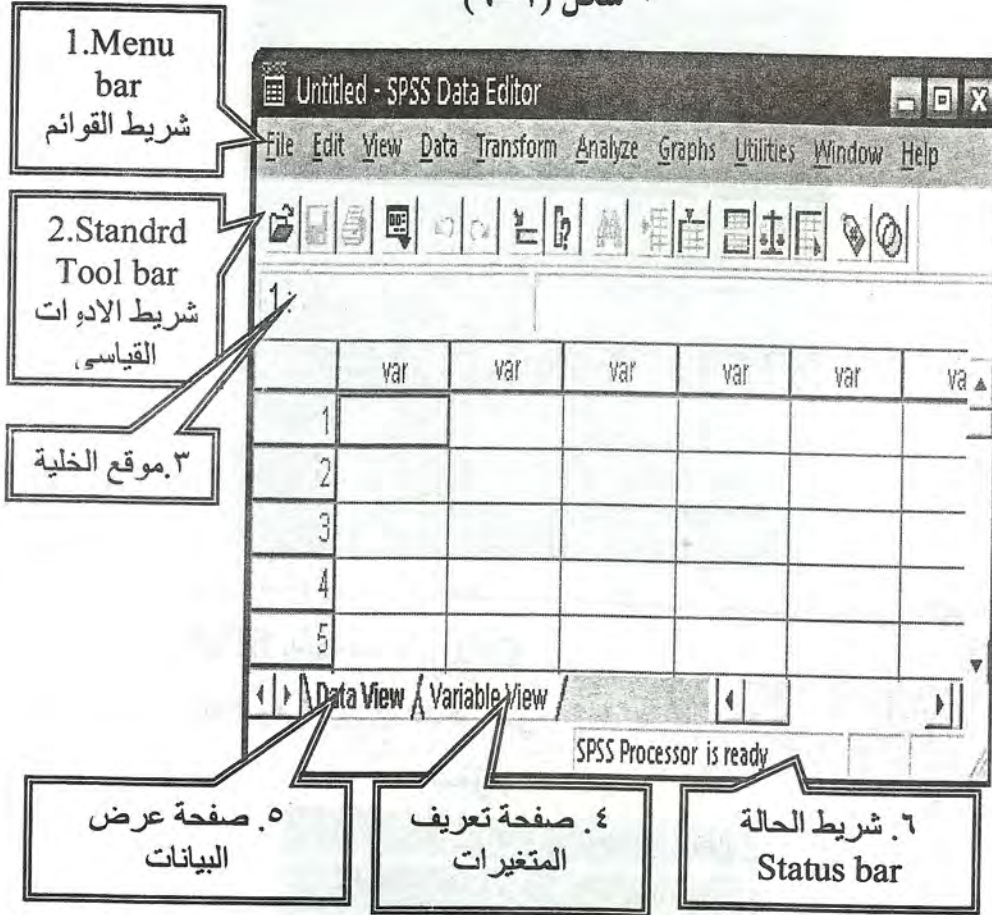 شكل (١-١)
1.Menu
bar
شريط القوائم
Untitled - SPSS Data Editor
File Edit View Data Transform Analyze Graphs Utilities Window Help
2.Standrd
Tool bar
شريط الادوات
القياسي
1:
var var var var var va
1
2
3
4
5
٣.موقع الخلية
Data View Variable View
SPSS Processor is ready
٥. صفحة عرض
البيانات
٤. صفحة تعريف
المتغيرات
٦. شريط الحالة
Status bar